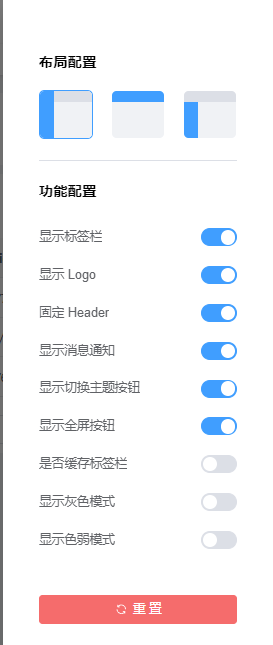 布局配置
功能配置
显示标签栏
显示 Logo
固定 Header
显示消息通知
显示切换主题按钮
显示全屏按钮
是否缓存标签栏
显示灰色模式
显示色弱模式
重置